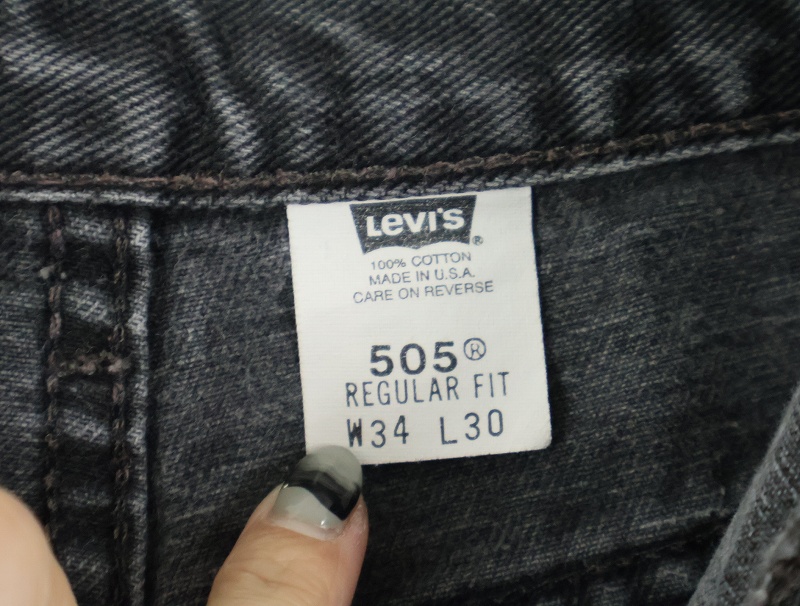 Levi's®
100% COTTON
MADE IN U.S.A.
CARE ON REVERSE
505®
REGULAR FIT
W34 L30